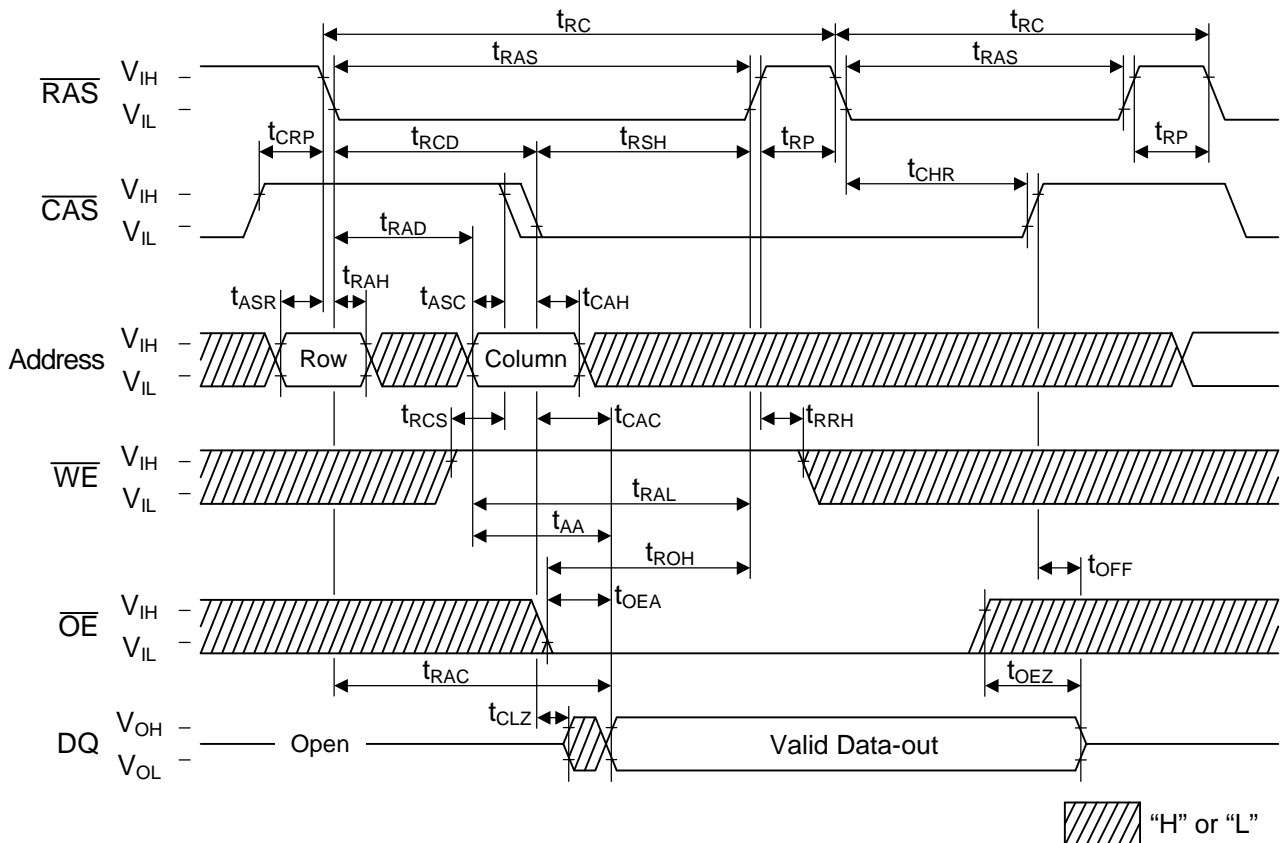 tRC tRC
tRAS tRAS
RAS VIH
VIL
tCRP tRCD tRSH tRP tRP
tCHR
CAS VIH
VIL
tRAD
tRAH
tASR tASC tCAH
Address VIH
VIL
Row Column
tRCS tCAC tRRH
WE VIH
VIL
tRAL
tAA
tROH tOFF
tOEA
OE VIH
VIL
tRAC tOEZ
tCLZ
DQ VOH
VOL
Open Valid Data-out
“H” or “L”